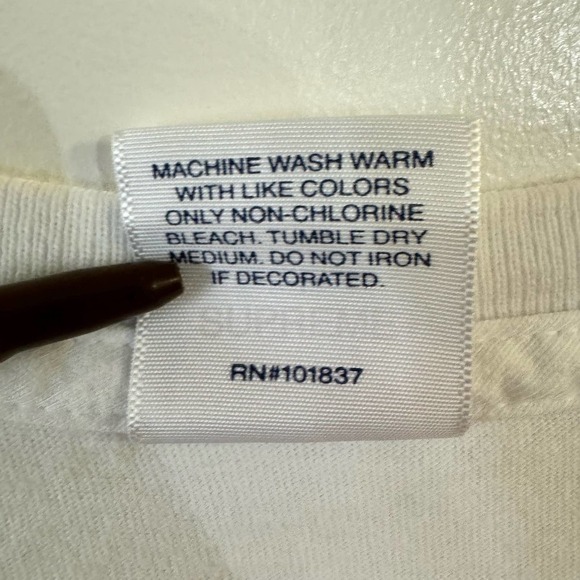 MACHINE WASH WARM
WITH LIKE COLORS
ONLY NON-CHLORINE
BLEACH. TUMBLE DRY
MEDIUM. DO NOT IRON
IF DECORATED.
SUPREME
RN#101837